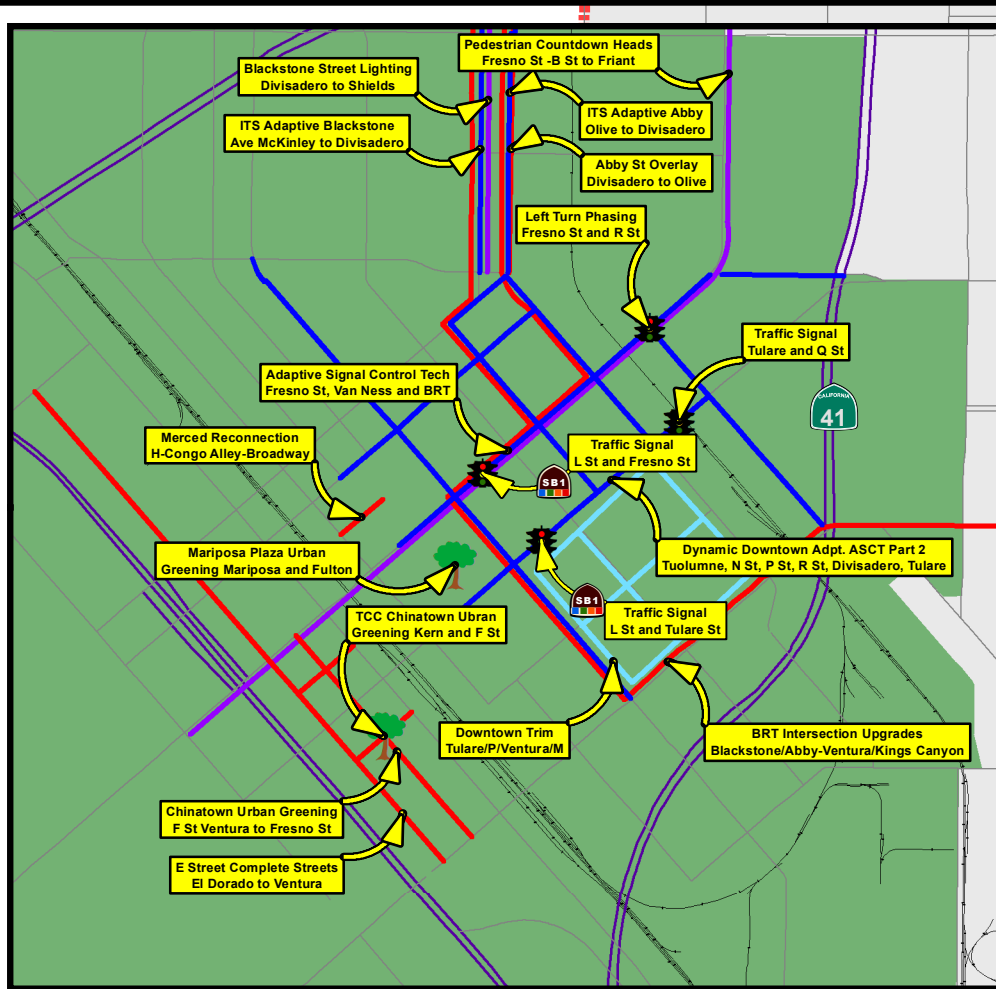 Pedestrian Countdown Heads
Fresno St -B St to Friant
Blackstone Street Lighting
Divisadero to Shields
ITS Adaptive Abby
Olive to Divisadero
ITS Adaptive Blackstone
Ave McKinley to Divisadero
Abby St Overlay
Divisadero to Olive
Left Turn Phasing
Fresno St and R St
Traffic Signal
Tulare and Q St
Adaptive Signal Control Tech
Fresno St, Van Ness and BRT
CALIFORNIA
41
Merced Reconnection
H-Congo Alley-Broadway
Traffic Signal
L St and Fresno St
SB1
Mariposa Plaza Urban
Greening Mariposa and Fulton
Dynamic Downtown Adpt. ASCT Part 2
Tuolumne, N St, P St, R St, Divisadero, Tulare
SB1
TCC Chinatown Ubran
Greening Kern and F St
Traffic Signal
L St and Tulare St
Downtown Trim
Tulare/P/Ventura/M
BRT Intersection Upgrades
Blackstone/Abby-Ventura/Kings Canyon
Chinatown Urban Greening
F St Ventura to Fresno St
E Street Complete Streets
El Dorado to Ventura